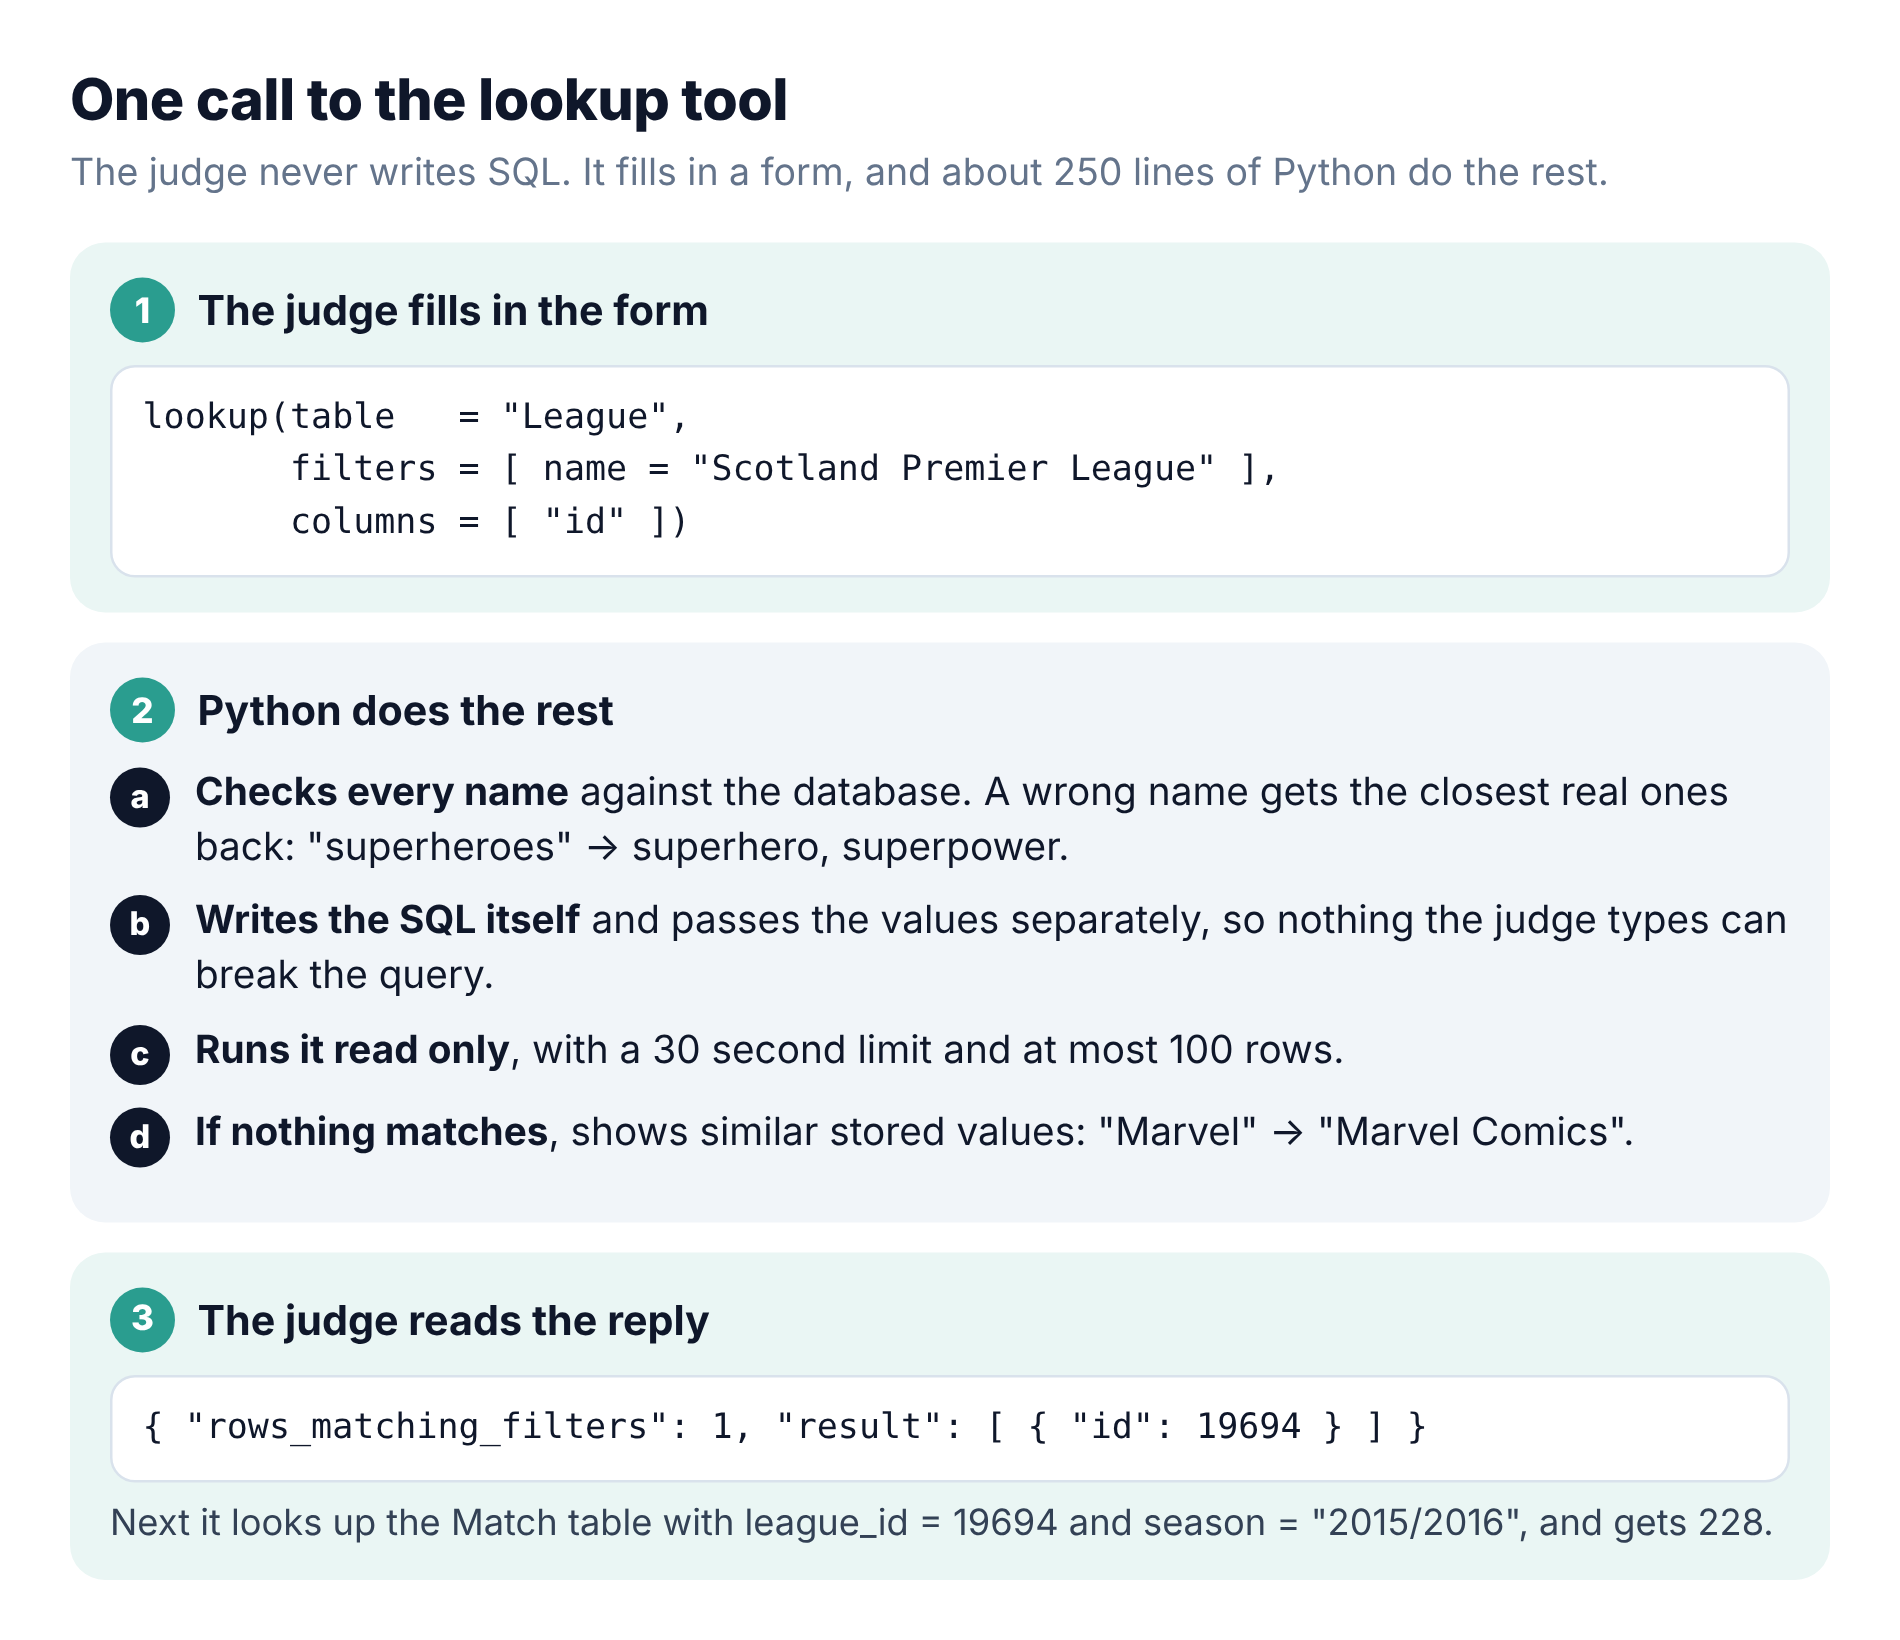 One call to the lookup tool
The judge never writes SQL. It fills in a form, and about 250 lines of Python do the rest.
1 The judge fills in the form
lookup(table   = "League",
       filters = [ name = "Scotland Premier League" ],
       columns = [ "id" ])
2 Python does the rest
a Checks every name against the database. A wrong name gets the closest real ones
back: "superheroes" → superhero, superpower.
b Writes the SQL itself and passes the values separately, so nothing the judge types can
break the query.
c Runs it read only, with a 30 second limit and at most 100 rows.
d If nothing matches, shows similar stored values: "Marvel" → "Marvel Comics".
3 The judge reads the reply
{ "rows_matching_filters": 1, "result": [ { "id": 19694 } ] }
Next it looks up the Match table with league_id = 19694 and season = "2015/2016", and gets 228.